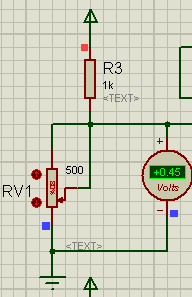 R3
1k
<TEXT>
+
500
RV1
+0.45
Volts
<TEXT>